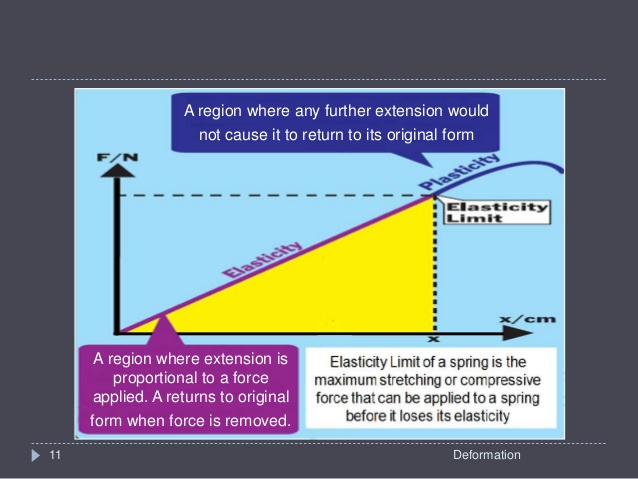 A region where any further extension would
not cause it to return to its original form
F/N
Plasticity
Elasticity
Limit
Elasticity
x/cm
x
A region where extension is
proportional to a force
applied. A returns to original
form when force is removed.
Elasticity Limit of a spring is the
maximum stretching or compressive
force that can be applied to a spring
before it loses its elasticity
11
Deformation